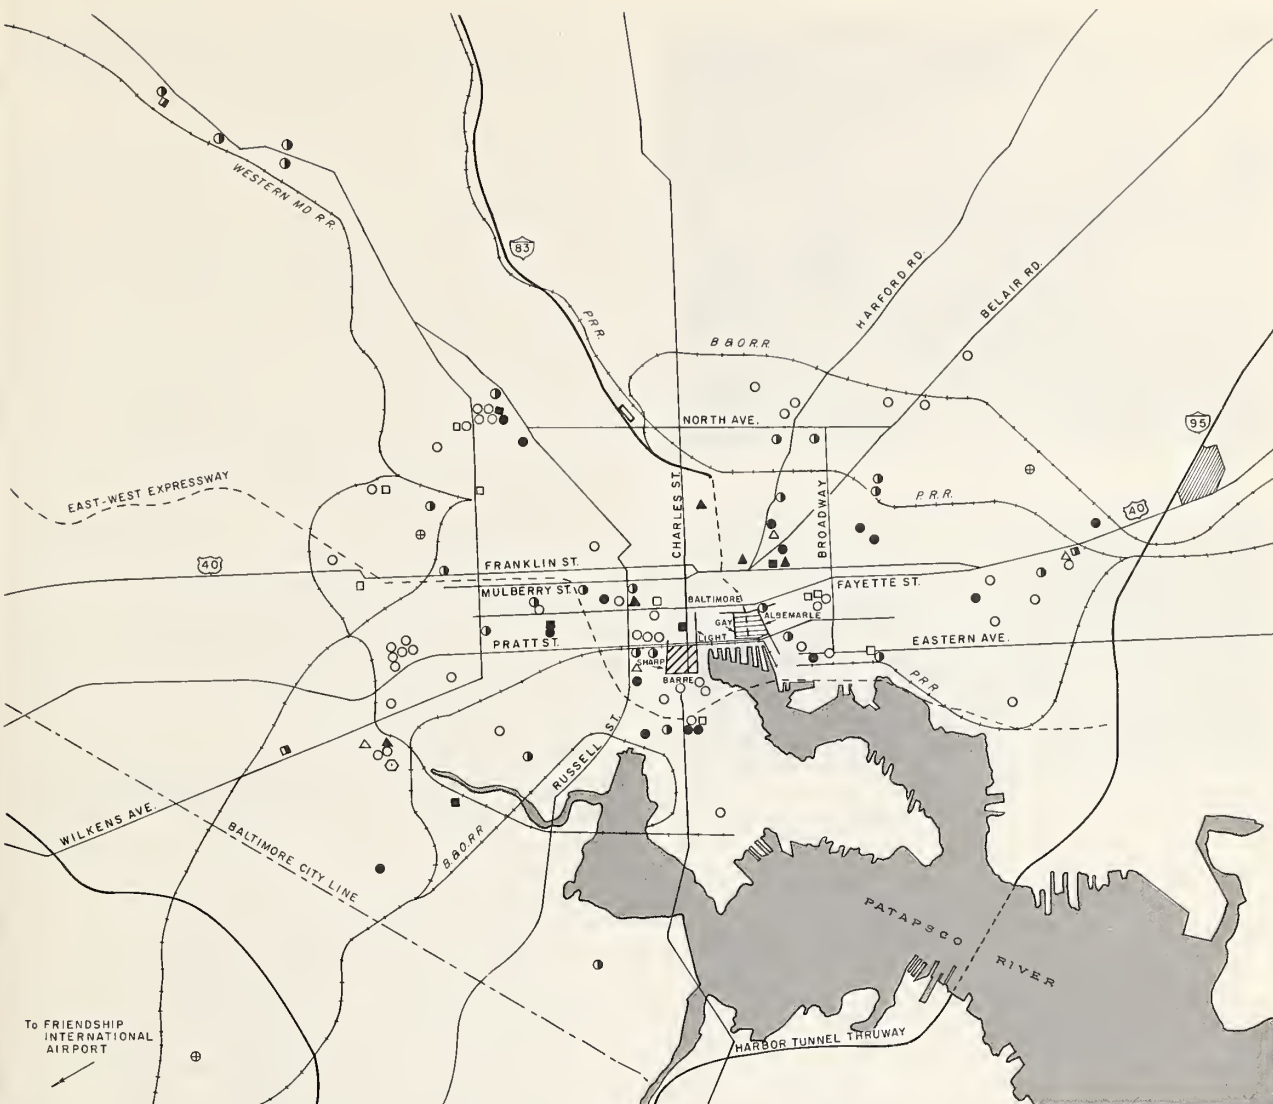 WESTERN MD R.R.
83
P.R.R.
HARFORD RD.
BELAIR RD.
B & O R.R.
NORTH AVE.
95
EAST-WEST EXPRESSWAY
CHARLES ST.
BROADWAY
P.R.R.
40
40
FRANKLIN ST.
MULBERRY ST.
BALTIMORE
FAYETTE ST.
GAY
ALBEMARLE
LIGHT
PRATT ST.
EASTERN AVE.
SHARP
BARRE
P.R.R.
RUSSELL ST.
WILKENS AVE.
BALTIMORE CITY LINE
B.&O.R.R.
PATAPSCO RIVER
To FRIENDSHIP
INTERNATIONAL
AIRPORT
HARBOR TUNNEL THRUWAY